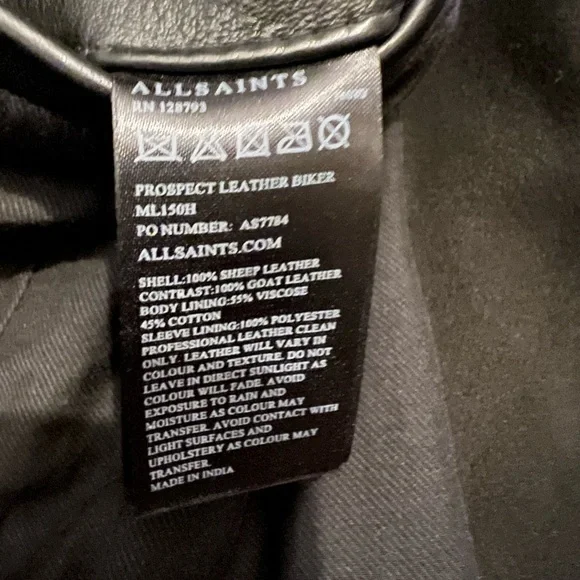 ALLSAINTS
RN 128793
PROSPECT LEATHER BIKER
ML150H
PO NUMBER: AS7784
ALLSAINTS.COM
SHELL:100% SHEEP LEATHER
CONTRAST:100% GOAT LEATHER
BODY LINING:55% VISCOSE
45% COTTON
SLEEVE LINING:100% POLYESTER
PROFESSIONAL LEATHER CLEAN
ONLY. LEATHER WILL VARY IN
COLOUR AND TEXTURE. DO NOT
LEAVE IN DIRECT SUNLIGHT AS
COLOUR WILL FADE. AVOID
EXPOSURE TO RAIN AND
MOISTURE AS COLOUR MAY
TRANSFER. AVOID CONTACT WITH
LIGHT SURFACES AND
UPHOLSTERY AS COLOUR MAY
TRANSFER.
MADE IN INDIA